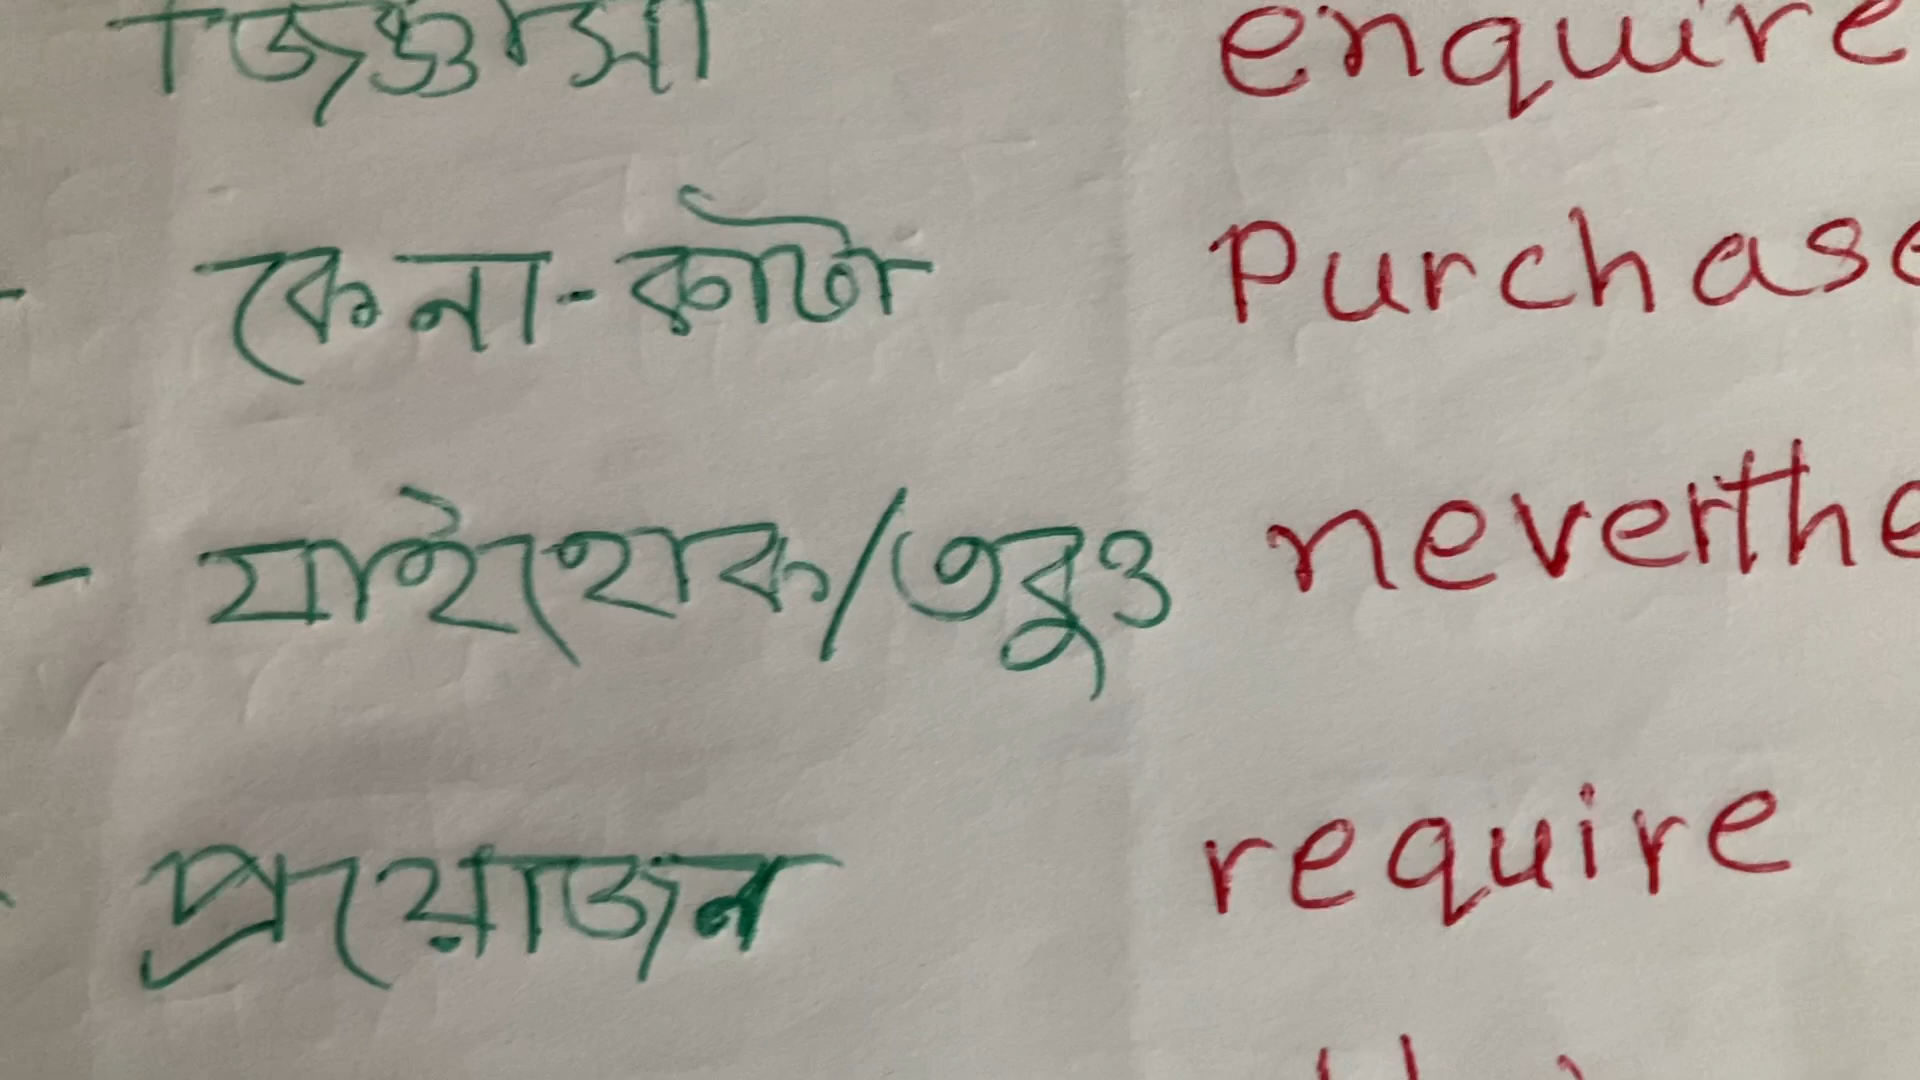 জিজ্ঞাসা enquire
- কেনা-কাটা Purchase
- যাইহোক/তবুও neverthe
প্রয়োজন require